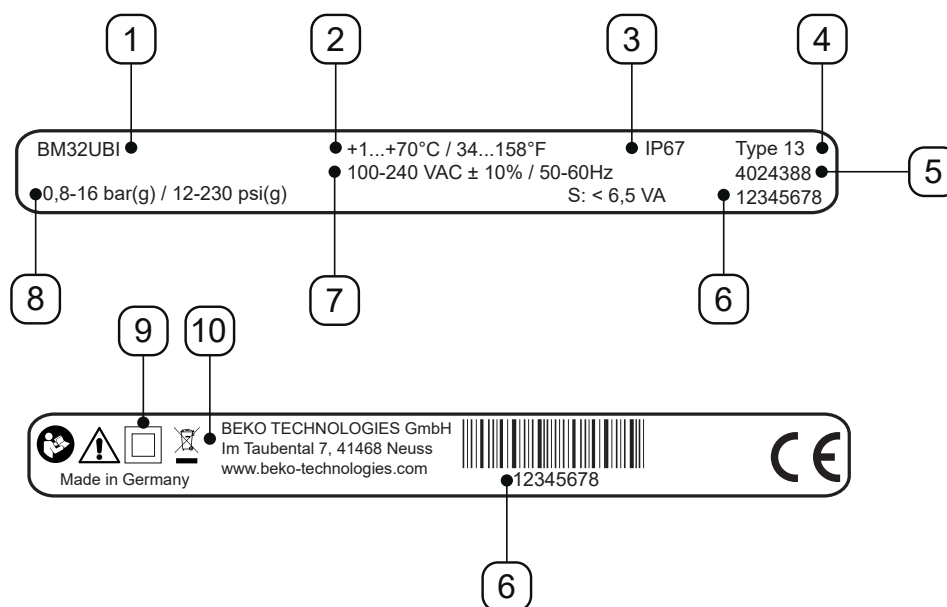 1 2 3 4
BM32UBI +1...+70°C / 34...158°F IP67 Type 13
100-240 VAC ± 10% / 50-60Hz 4024388 5
0,8-16 bar(g) / 12-230 psi(g) S: < 6,5 VA 12345678
8 7 6
9 10
BEKO TECHNOLOGIES GmbH
Im Taubental 7, 41468 Neuss
www.beko-technologies.com
Made in Germany
12345678
CE
6